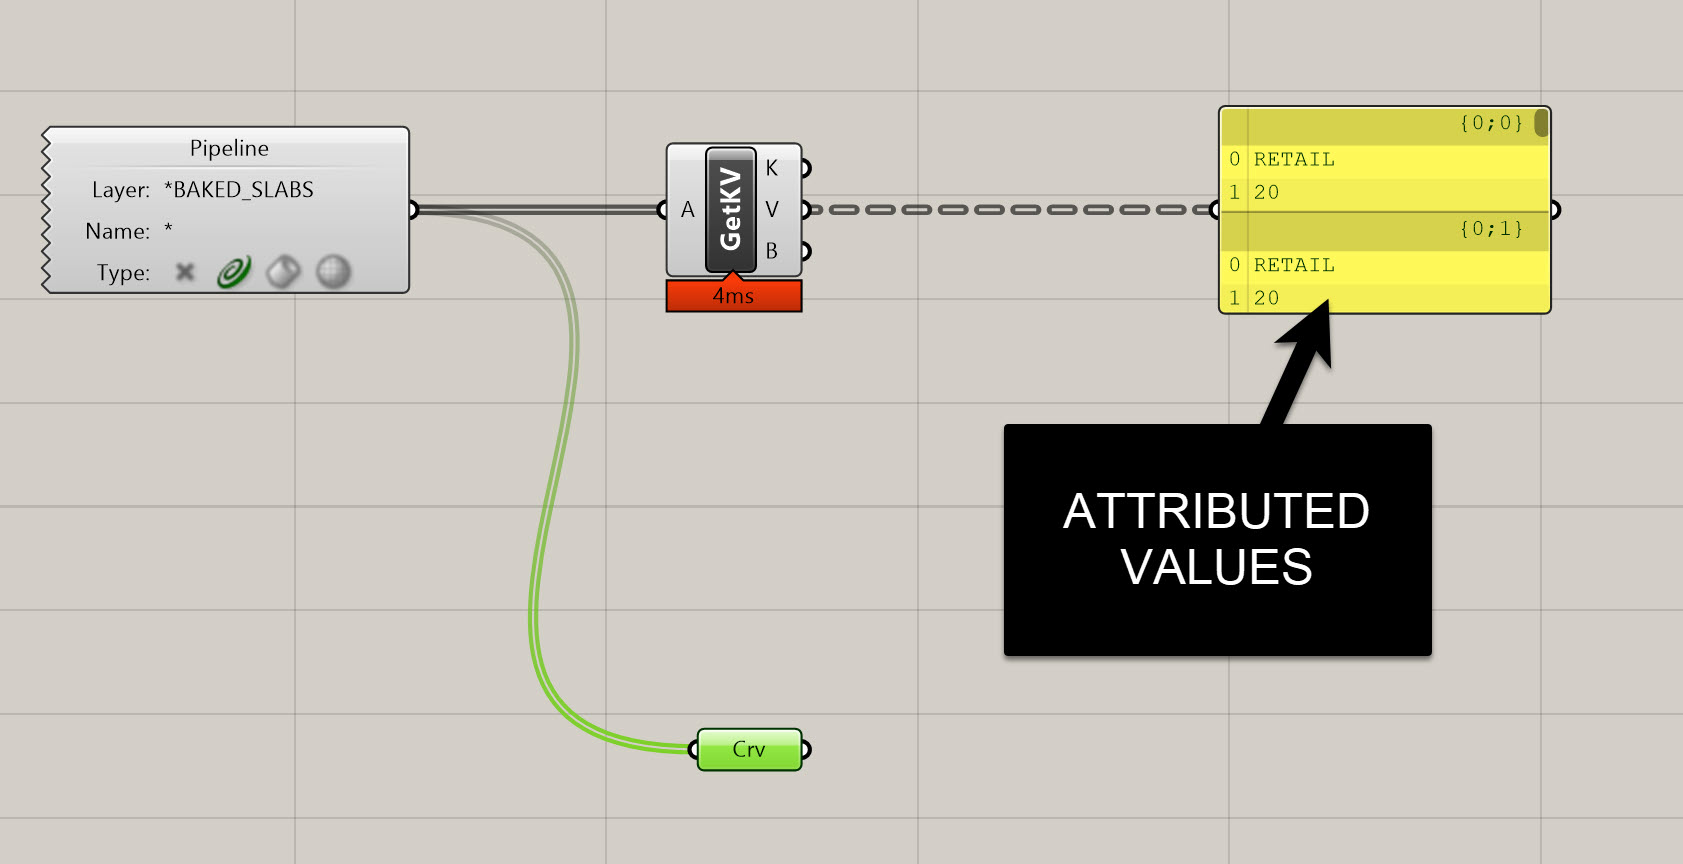 Pipeline
Layer: *BAKED_SLABS
Name: *
Type:
A
GetKV
K
V
B
4ms
{0;0}
0 RETAIL
1 20
{0;1}
0 RETAIL
1 20
ATTRIBUTED
VALUES
Crv